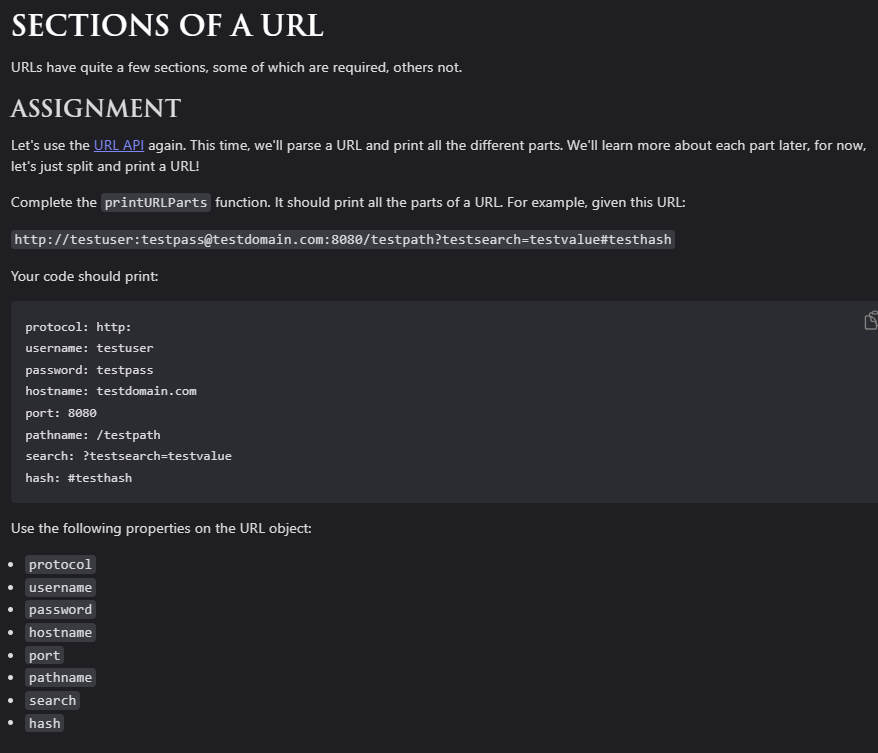 SECTIONS OF A URL
URLs have quite a few sections, some of which are required, others not.
ASSIGNMENT
Let's use the URL API again. This time, we'll parse a URL and print all the different parts. We'll learn more about each part later, for now,
let's just split and print a URL!
Complete the printURLParts function. It should print all the parts of a URL. For example, given this URL:
http://testuser:testpass@testdomain.com:8080/testpath?testsearch=testvalue#testhash
Your code should print:
protocol: http:
username: testuser
password: testpass
hostname: testdomain.com
port: 8080
pathname: /testpath
search: ?testsearch=testvalue
hash: #testhash
Use the following properties on the URL object:
• protocol
• username
• password
• hostname
• port
• pathname
• search
• hash